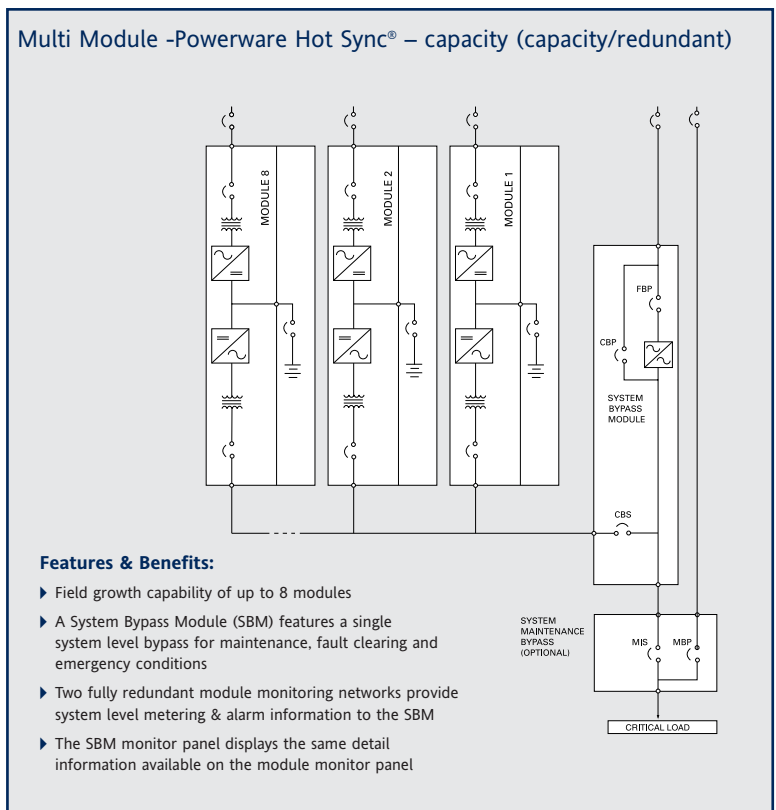 Multi Module -Powerware Hot Sync® – capacity (capacity/redundant)
MODULE 8
MODULE 2
MODULE 1
FBP
CBP
SYSTEM
BYPASS
MODULE
CBS
Features & Benefits:
Field growth capability of up to 8 modules
A System Bypass Module (SBM) features a single
system level bypass for maintenance, fault clearing and
emergency conditions
Two fully redundant module monitoring networks provide
system level metering & alarm information to the SBM
The SBM monitor panel displays the same detail
information available on the module monitor panel
SYSTEM
MAINTENANCE
BYPASS
(OPTIONAL)
MIS
MBP
CRITICAL LOAD